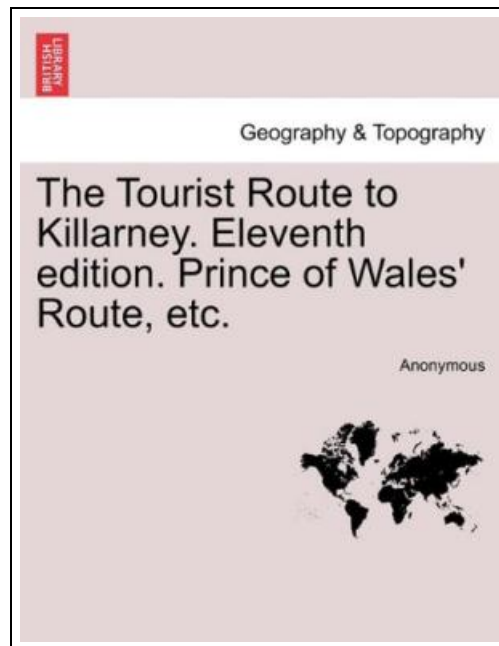 BRITISH
LIBRARY
Geography & Topography
The Tourist Route to
Killarney. Eleventh
edition. Prince of Wales'
Route, etc.
Anonymous